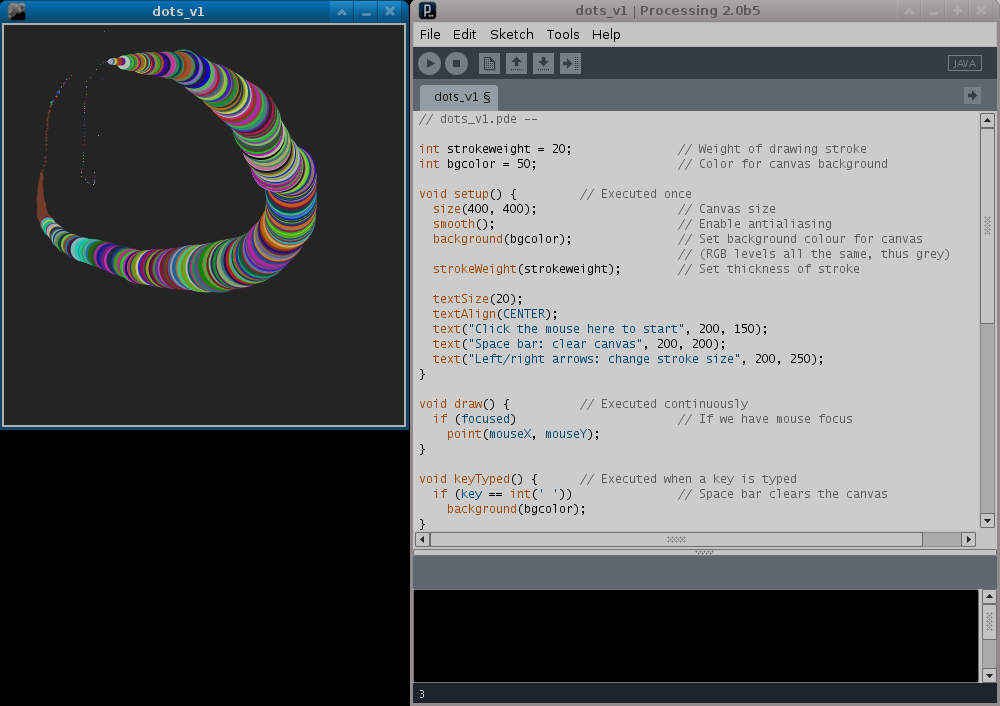 dots_v1
dots_v1 | Processing 2.0b5
File Edit Sketch Tools Help
JAVA
dots_v1 §
// dots_v1.pde --
int strokeweight = 20; // Weight of drawing stroke
int bgcolor = 50; // Color for canvas background
void setup() { // Executed once
size(400, 400); // Canvas size
smooth(); // Enable antialiasing
background(bgcolor); // Set background colour for canvas
// (RGB levels all the same, thus grey)
strokeWeight(strokeweight); // Set thickness of stroke
textSize(20);
textAlign(CENTER);
text("Click the mouse here to start", 200, 150);
text("Space bar: clear canvas", 200, 200);
text("Left/right arrows: change stroke size", 200, 250);
}
void draw() { // Executed continuously
if (focused) // If we have mouse focus
point(mouseX, mouseY);
}
void keyTyped() { // Executed when a key is typed
if (key == int(' ')) // Space bar clears the canvas
background(bgcolor);
}
3